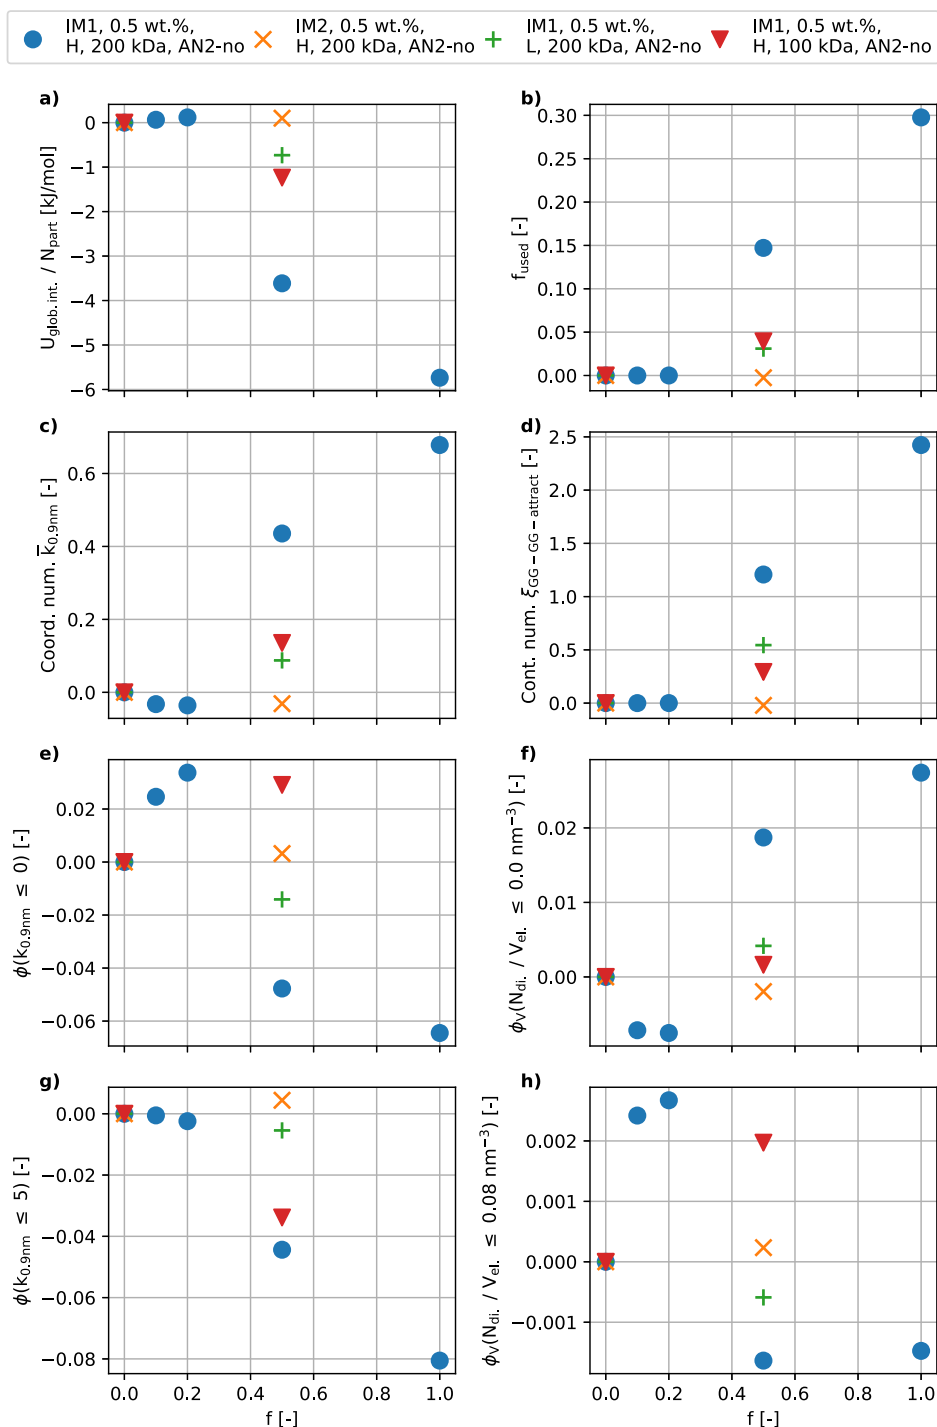 IM1, 0.5 wt.%,
H, 200 kDa, AN2-no
IM2, 0.5 wt.%,
H, 200 kDa, AN2-no
IM1, 0.5 wt.%,
L, 200 kDa, AN2-no
IM1, 0.5 wt.%,
H, 100 kDa, AN2-no
a)
U_glob.int. / N_part [kJ/mol]
0
−1
−2
−3
−4
−5
−6
b)
f_used [-]
0.30
0.25
0.20
0.15
0.10
0.05
0.00
c)
Coord. num. k̅_0.9nm [-]
0.6
0.4
0.2
0.0
d)
Cont. num. ξ_GG−GG−attract [-]
2.5
2.0
1.5
1.0
0.5
0.0
e)
ϕ(k_0.9nm ≤ 0) [-]
0.02
0.00
−0.02
−0.04
−0.06
f)
ϕ_V(N_di. / V_el. ≤ 0.0 nm⁻³) [-]
0.02
0.01
0.00
g)
ϕ(k_0.9nm ≤ 5) [-]
0.00
−0.02
−0.04
−0.06
−0.08
0.0 0.2 0.4 0.6 0.8 1.0
f [-]
h)
ϕ_V(N_di. / V_el. ≤ 0.08 nm⁻³) [-]
0.002
0.001
0.000
−0.001
0.0 0.2 0.4 0.6 0.8 1.0
f [-]